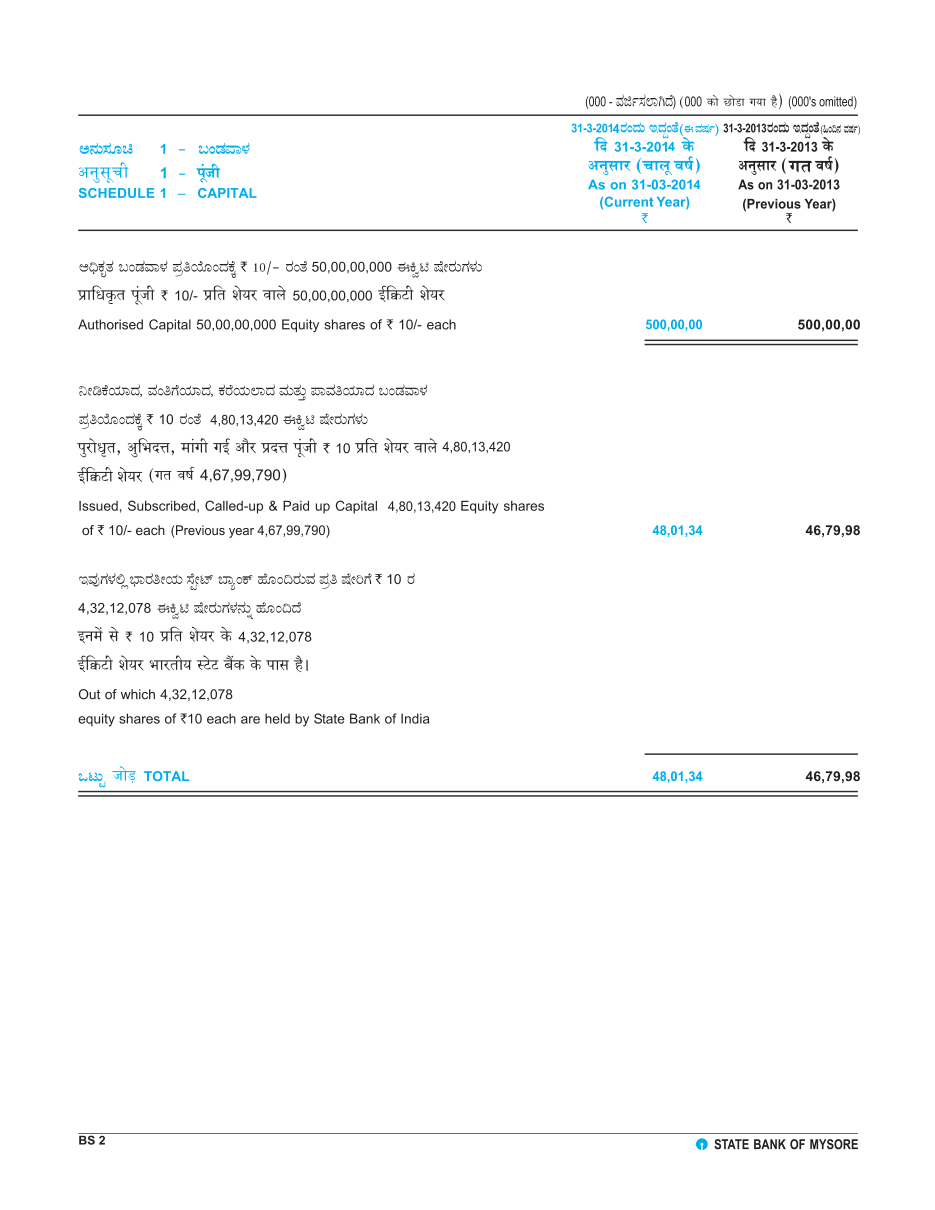 (000 - ವರ್ಜಿಸಲಾಗಿದೆ) (000 को छोडा गया है) (000's omitted)
31-3-2014ರಂದು ಇದ್ದಂತೆ (ಈ ವರ್ಷ) 31-3-2013ರಂದು ಇದ್ದಂತೆ (ಹಿಂದಿನ ವರ್ಷ)
ಅನುಸೂಚಿ 1 – ಬಂಡವಾಳ दि 31-3-2014 के दि 31-3-2013 के
अनुसूची 1 – पूंजी अनुसार (चालू वर्ष) अनुसार (गत वर्ष)
SCHEDULE 1 – CAPITAL As on 31-03-2014 As on 31-03-2013
(Current Year) (Previous Year)
₹ ₹
ಅಧಿಕೃತ ಬಂಡವಾಳ ಪ್ರತಿಯೊಂದಕ್ಕೆ ₹ 10/– ರಂತೆ 50,00,00,000 ಈಕ್ವಿಟಿ ಷೇರುಗಳು
प्राधिकृत पूंजी ₹ 10/- प्रति शेयर वाले 50,00,00,000 ईक्विटी शेयर
Authorised Capital 50,00,00,000 Equity shares of ₹ 10/- each 500,00,00 500,00,00
ನೀಡಿಕೆಯಾದ, ವಂತಿಗೆಯಾದ, ಕರೆಯಲಾದ ಮತ್ತು ಪಾವತಿಯಾದ ಬಂಡವಾಳ
ಪ್ರತಿಯೊಂದಕ್ಕೆ ₹ 10 ರಂತೆ 4,80,13,420 ಈಕ್ವಿಟಿ ಷೇರುಗಳು
पुरोधृत, अुभिदत्त, मांगी गई और प्रदत्त पूंजी ₹ 10 प्रति शेयर वाले 4,80,13,420
ईक्विटी शेयर (गत वर्ष 4,67,99,790)
Issued, Subscribed, Called-up & Paid up Capital 4,80,13,420 Equity shares
of ₹ 10/- each (Previous year 4,67,99,790) 48,01,34 46,79,98
ಇವುಗಳಲ್ಲಿ ಭಾರತೀಯ ಸ್ಟೇಟ್ ಬ್ಯಾಂಕ್ ಹೊಂದಿರುವ ಪ್ರತಿ ಷೇರಿಗೆ ₹ 10 ರ
4,32,12,078 ಈಕ್ವಿಟಿ ಷೇರುಗಳನ್ನು ಹೊಂದಿದೆ
इनमें से ₹ 10 प्रति शेयर के 4,32,12,078
ईक्विटी शेयर भारतीय स्टेट बैंक के पास है।
Out of which 4,32,12,078
equity shares of ₹10 each are held by State Bank of India
ಒಟ್ಟು जोड़ TOTAL 48,01,34 46,79,98
BS 2
STATE BANK OF MYSORE